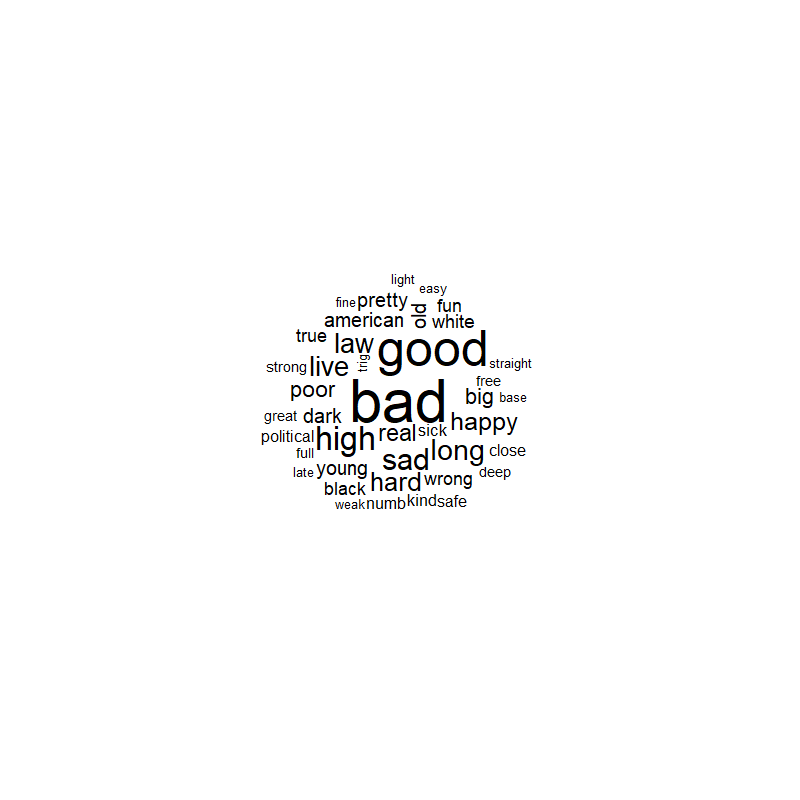 light
easy
fine pretty old fun
american white
true law good
trig straight
strong live free
poor bad big base
great dark happy
political high real sick
full sad long close
late young hard wrong deep
black
weak numb kind safe